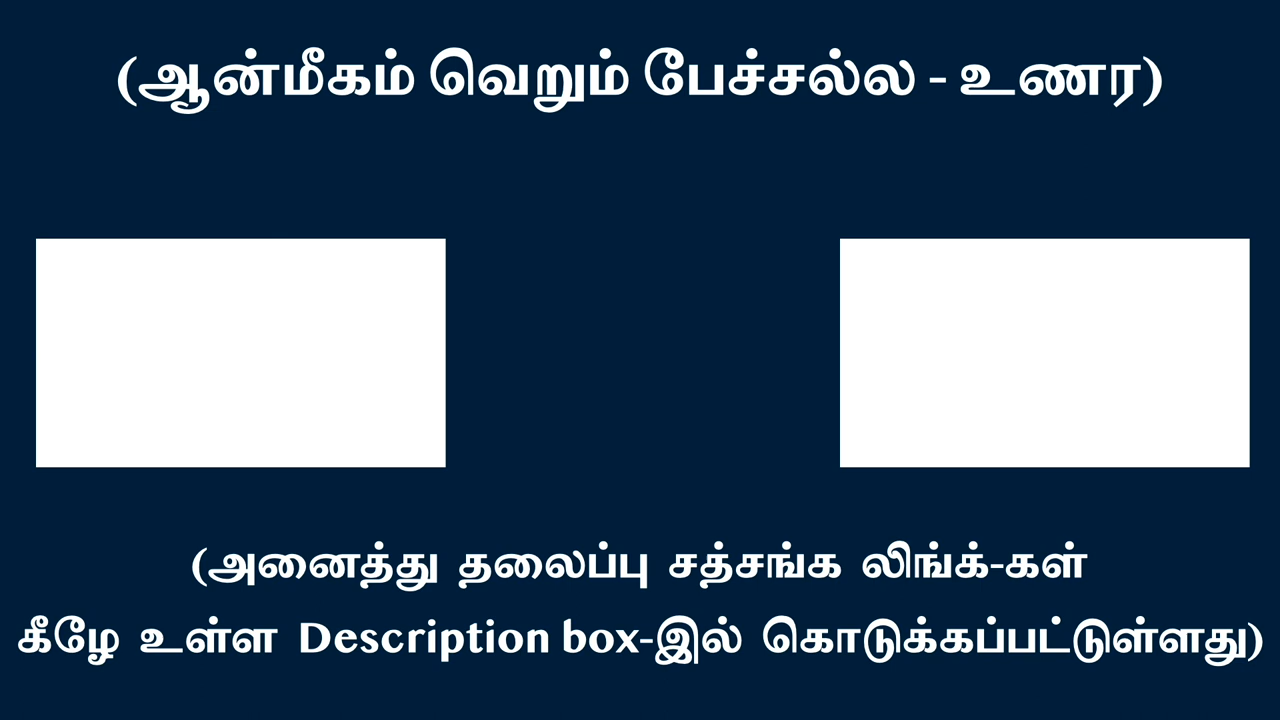 (ஆன்மீகம் வெறும் பேச்சல்ல - உணர)
(அனைத்து தலைப்பு சத்சங்க லிங்க்-கள்
கீழே உள்ள Description box-இல் கொடுக்கப்பட்டுள்ளது)